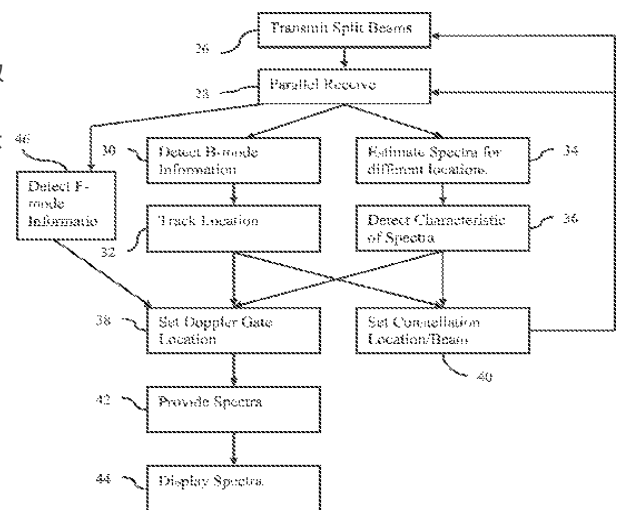 Transmit Split Beams
26
Parallel Receive
28
46
30
Detect B-mode
Information
Estimate Spectra for
different locations.
34
Detect F-
mode
Informatio
Track Location
32
Detect Characteristic
of Spectra
36
38
Set Doppler Gate
Location
Set Constellation
Location/Beam
40
42
Provide Spectra
44
Display Spectra